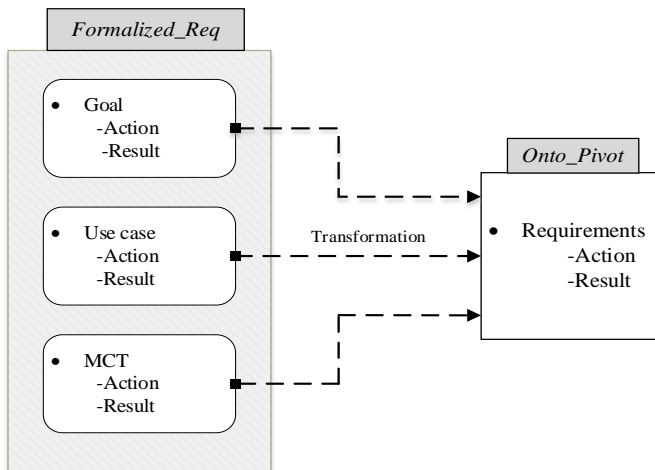 Formalized_Req
• Goal
-Action
-Result
• Use case
-Action
-Result
• MCT
-Action
-Result
Transformation
Onto_Pivot
• Requirements
-Action
-Result